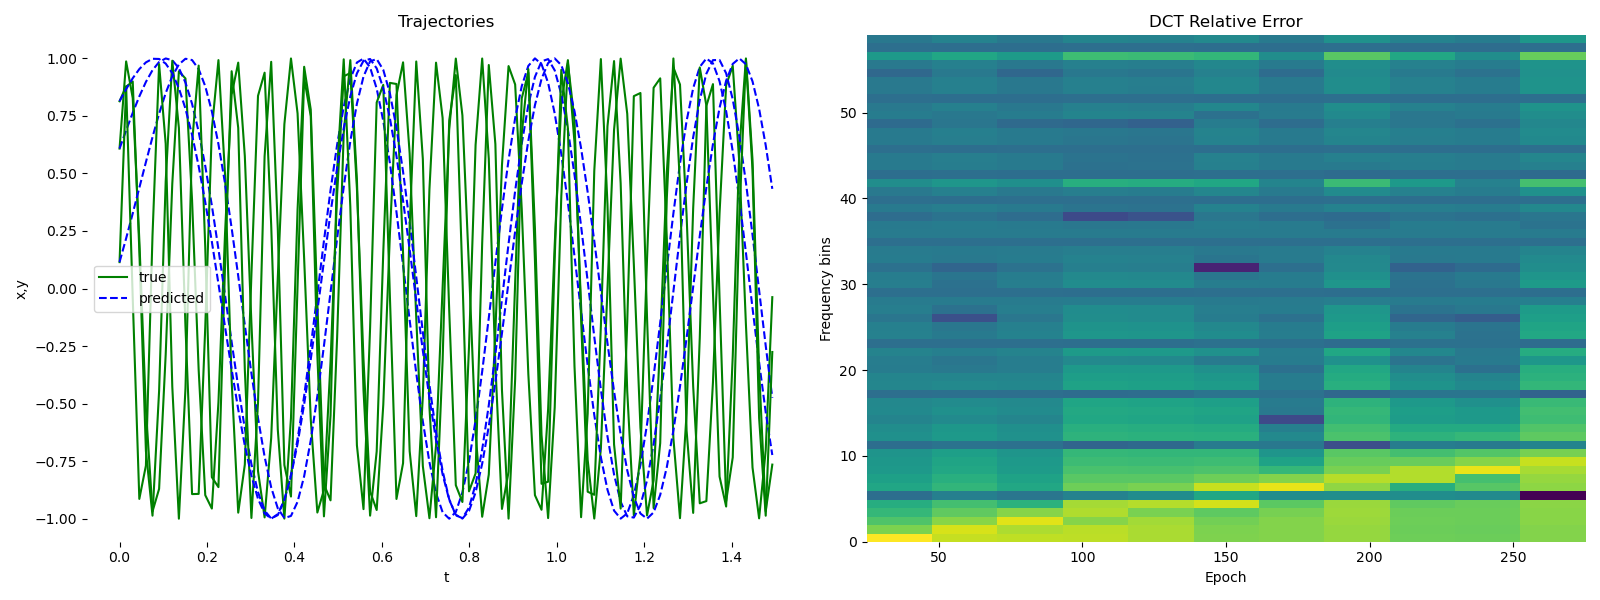 Trajectories
1.00
0.75
0.50
0.25
0.00
−0.25
−0.50
−0.75
−1.00
x,y
true
predicted
0.0 0.2 0.4 0.6 0.8 1.0 1.2 1.4
t
DCT Relative Error
50
40
30
20
10
0
Frequency bins
50 100 150 200 250
Epoch